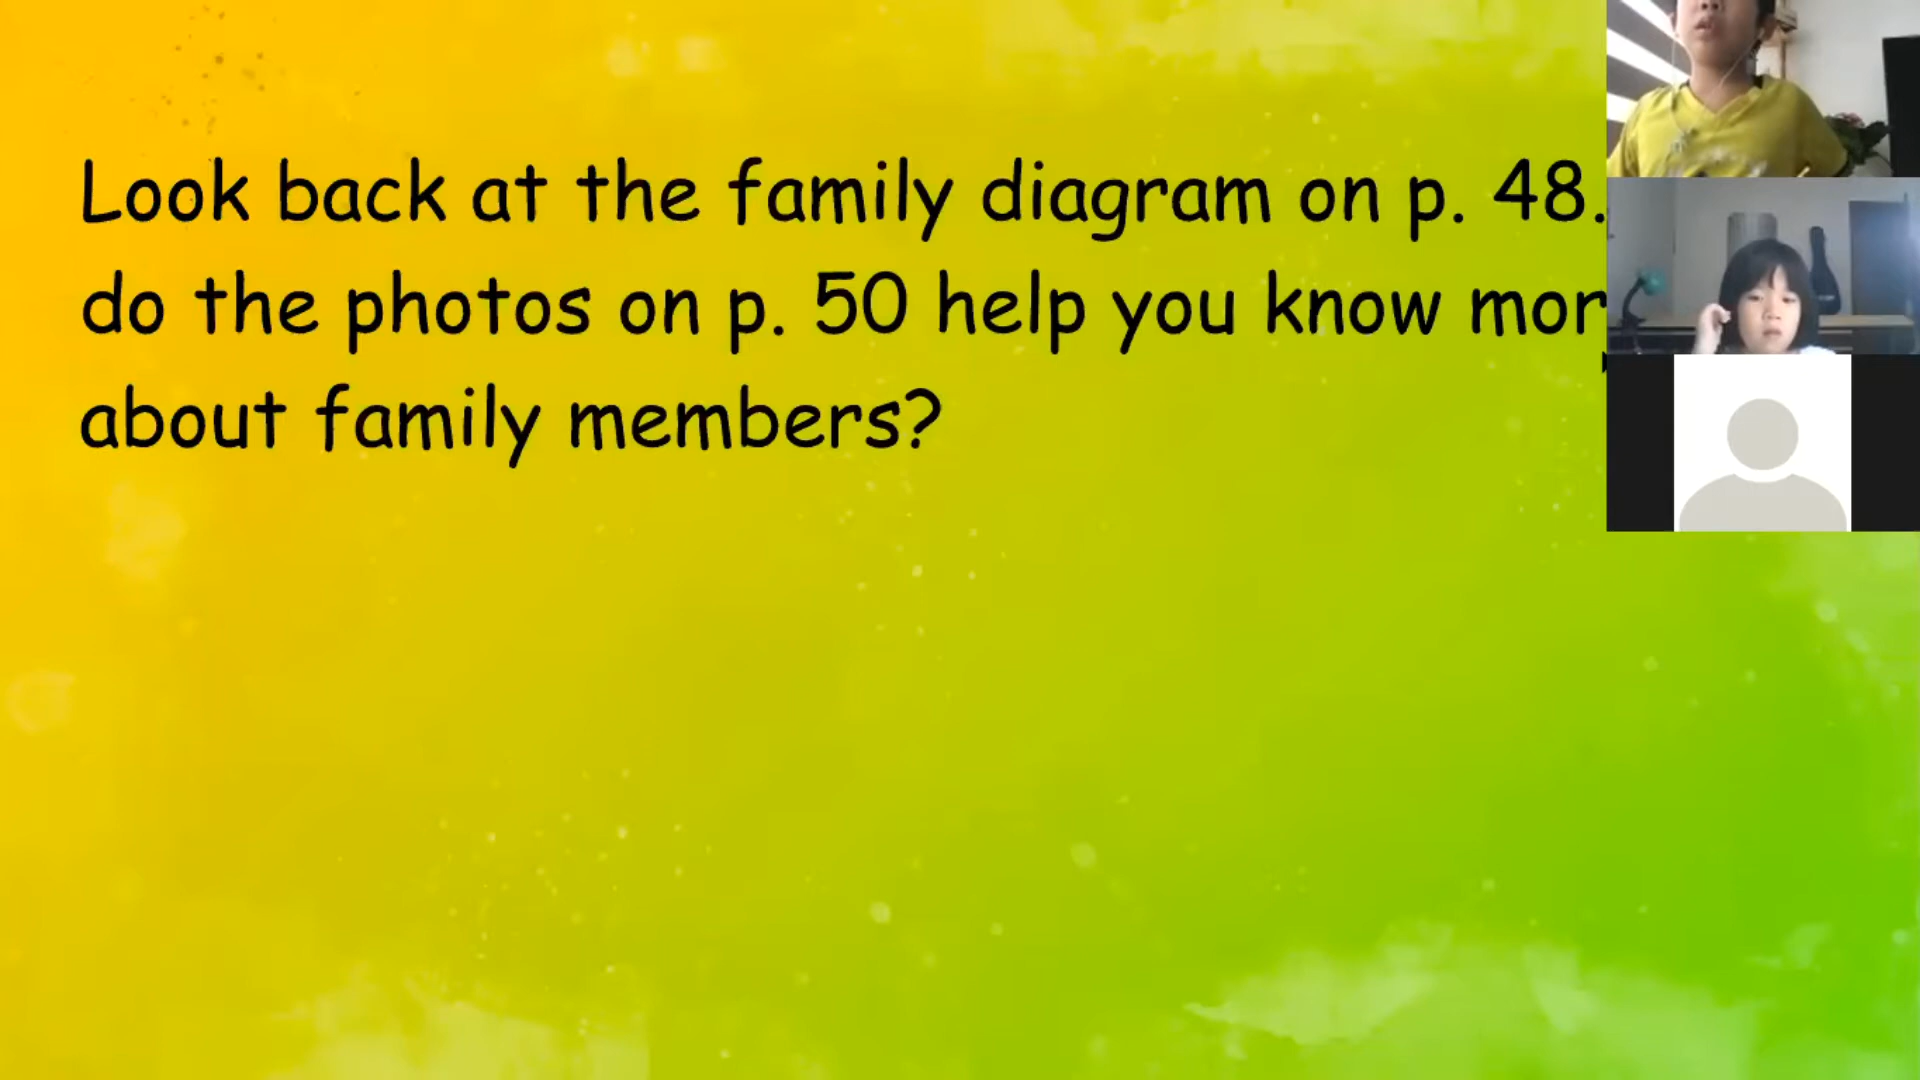 Look back at the family diagram on p. 48.
do the photos on p. 50 help you know mor
about family members?